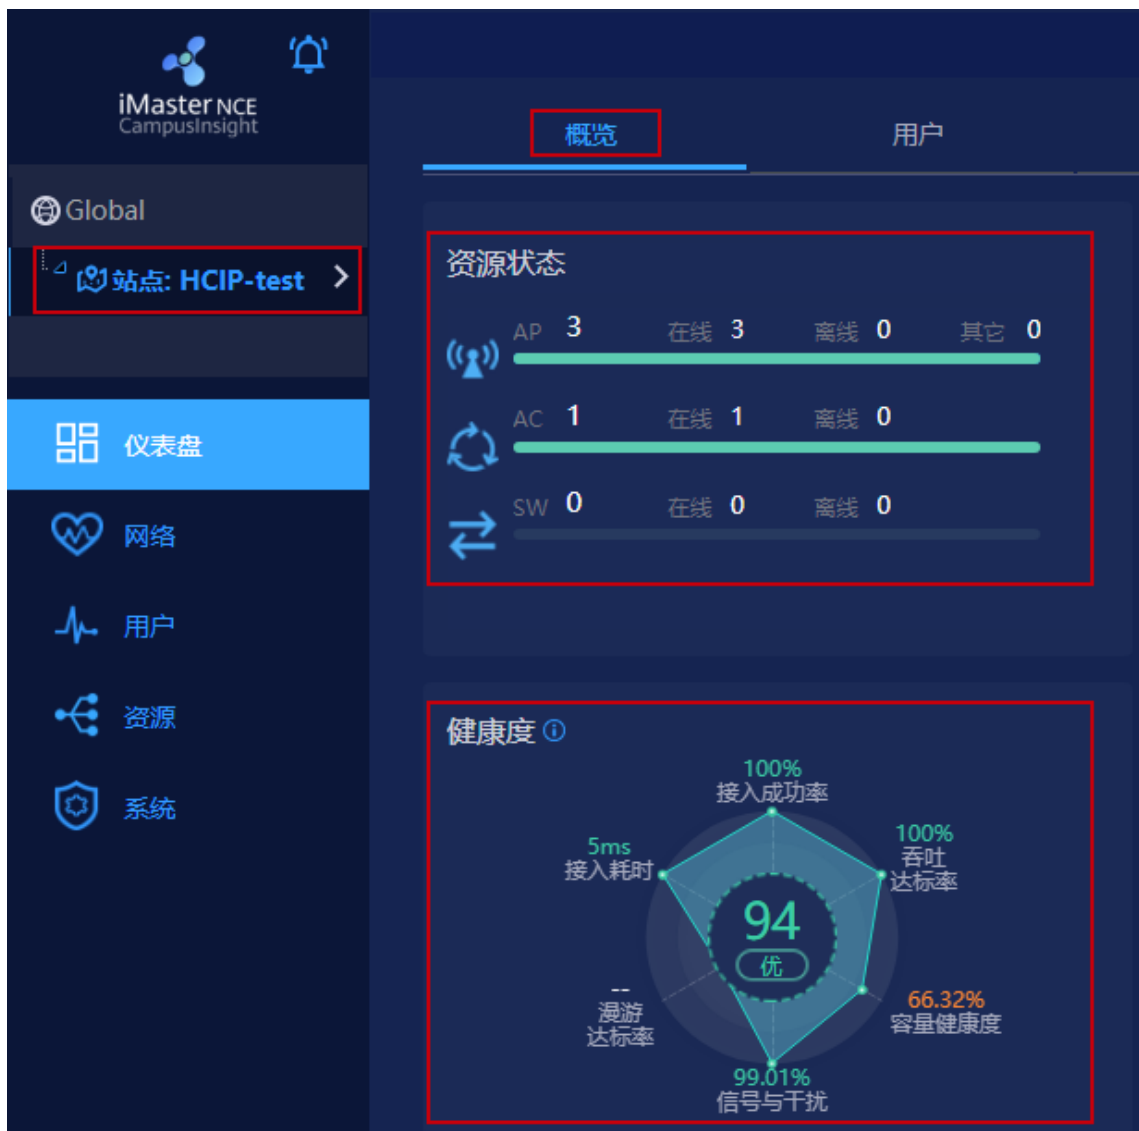 iMaster NCE
CampusInsight
Global
站点: HCIP-test
仪表盘
网络
用户
资源
系统
概览 用户
资源状态
AP 3 在线 3 离线 0 其它 0
AC 1 在线 1 离线 0
SW 0 在线 0 离线 0
健康度
100%
接入成功率
100%
吞吐
达标率
5ms
接入耗时
94
优
--
漫游
达标率
66.32%
容量健康度
99.01%
信号与干扰